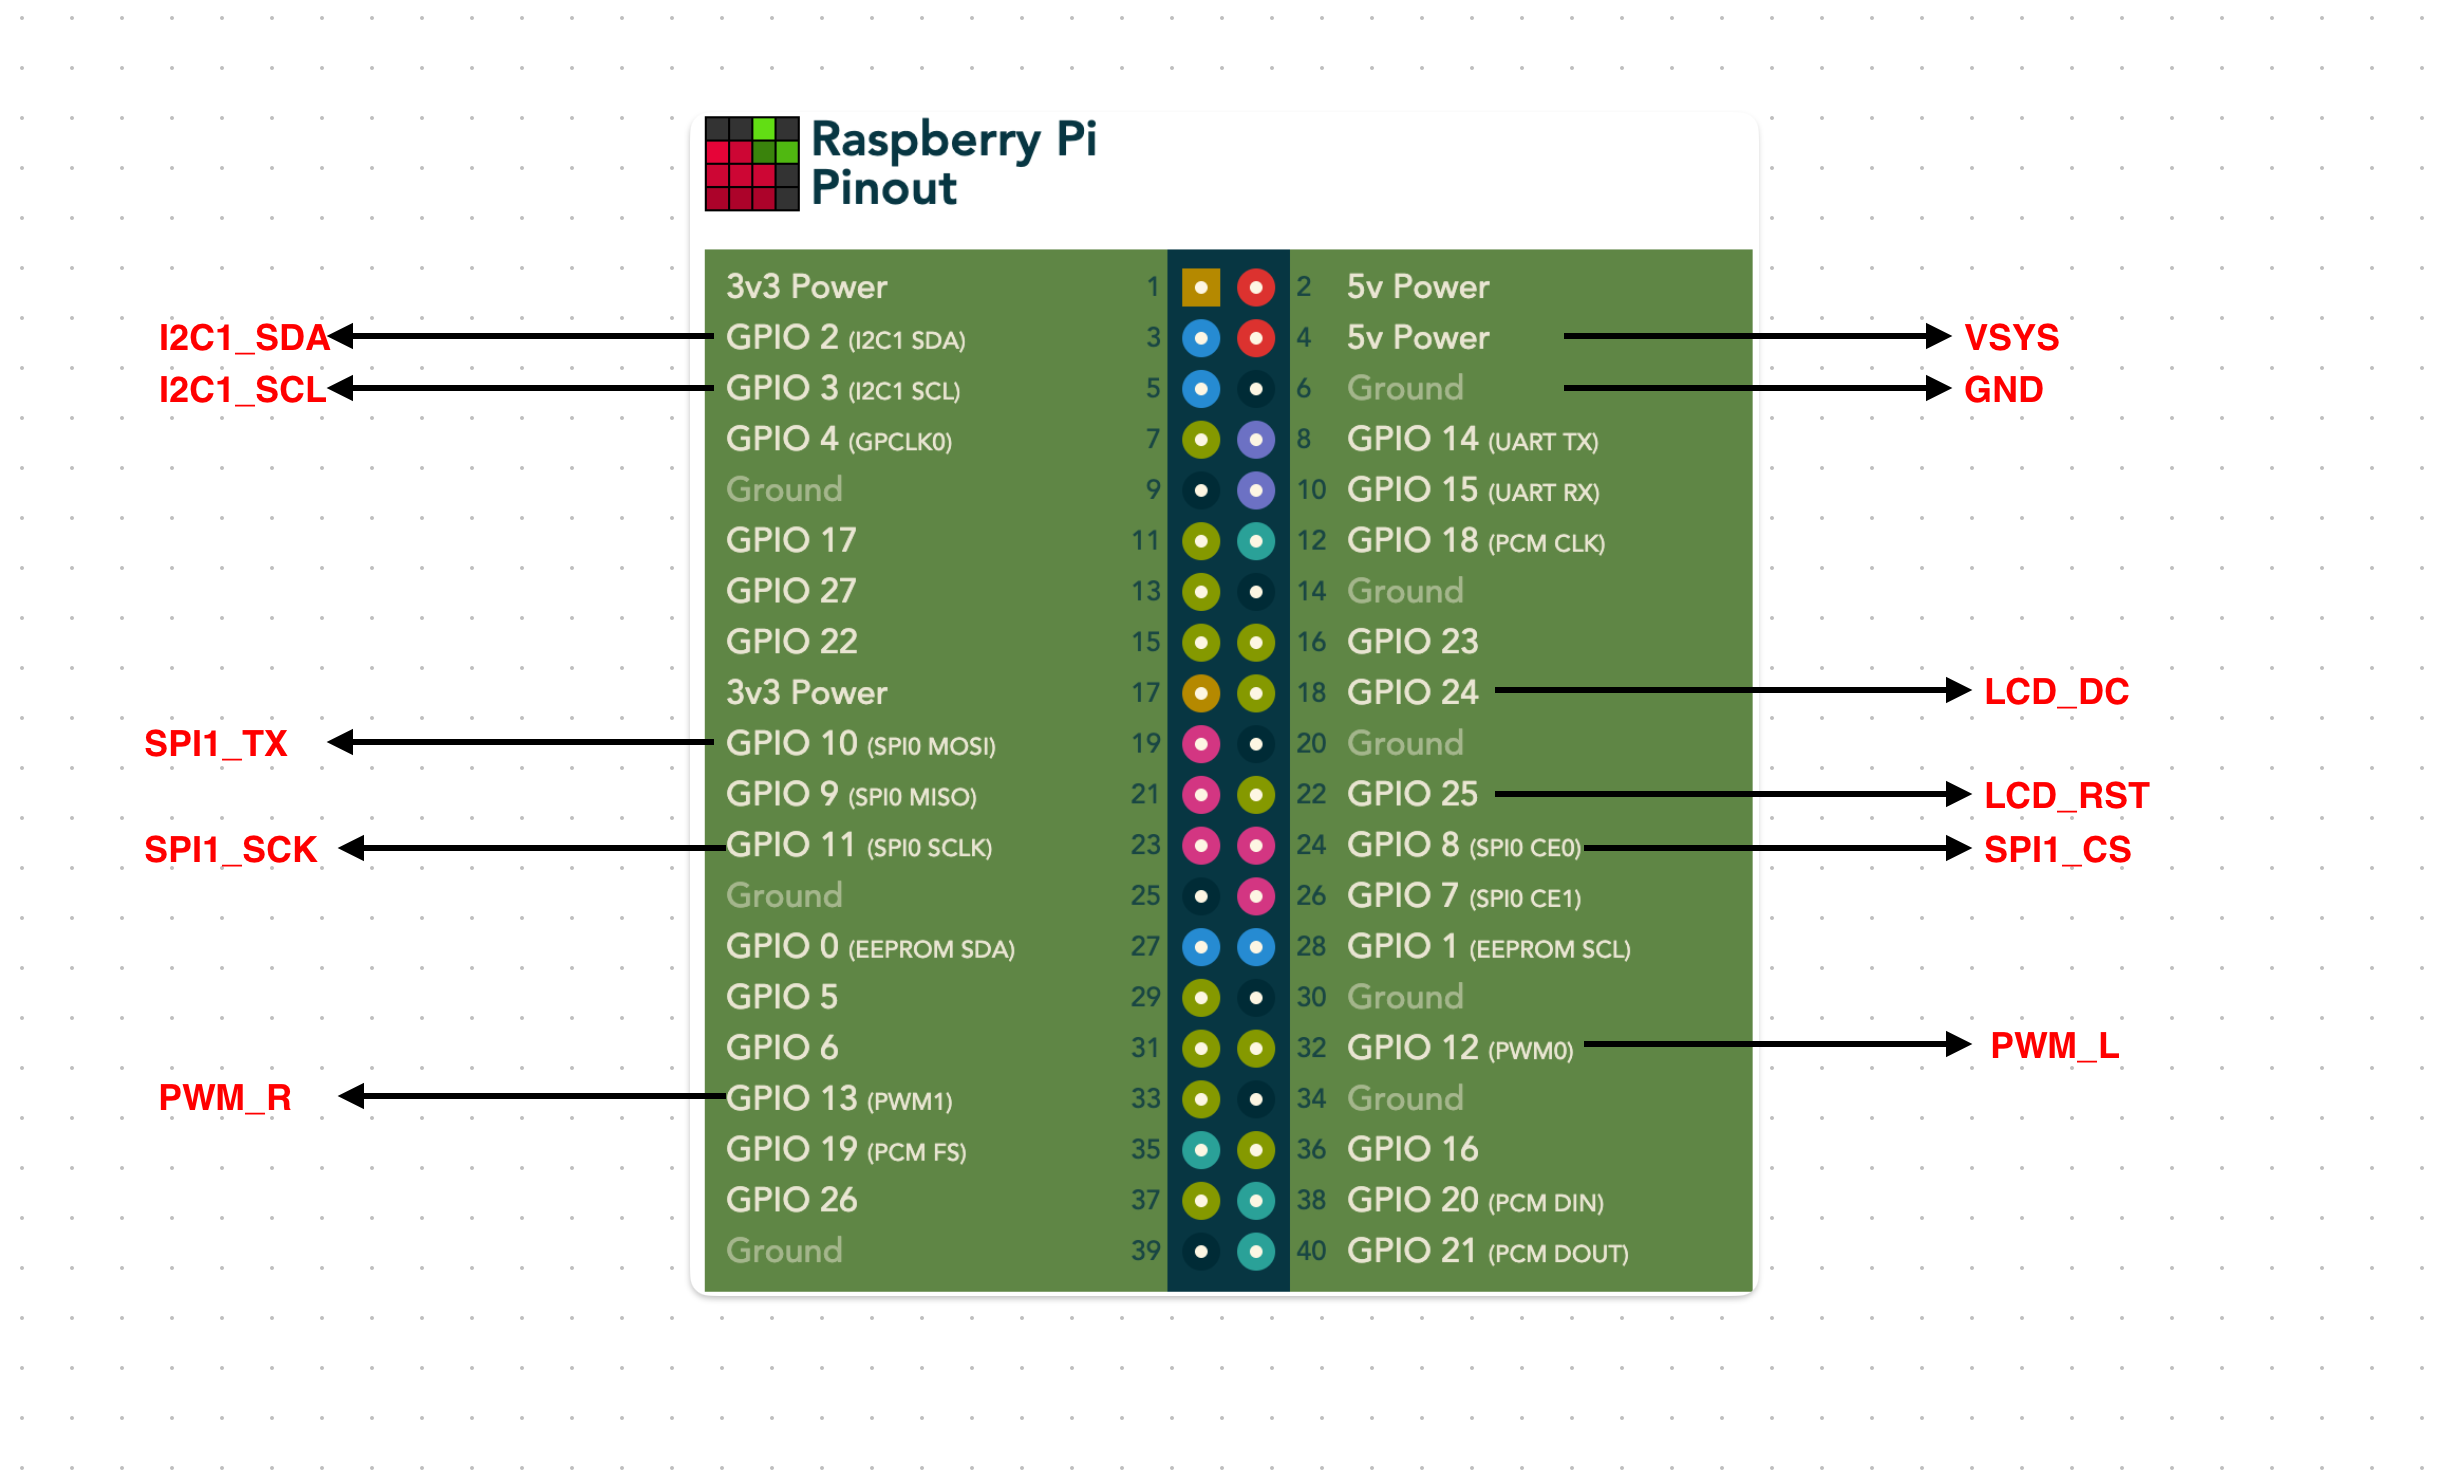 Raspberry Pi
Pinout
3v3 Power 1 2 5v Power
I2C1_SDA GPIO 2 (I2C1 SDA) 3 4 5v Power VSYS
I2C1_SCL GPIO 3 (I2C1 SCL) 5 6 Ground GND
GPIO 4 (GPCLK0) 7 8 GPIO 14 (UART TX)
Ground 9 10 GPIO 15 (UART RX)
GPIO 17 11 12 GPIO 18 (PCM CLK)
GPIO 27 13 14 Ground
GPIO 22 15 16 GPIO 23
3v3 Power 17 18 GPIO 24 LCD_DC
SPI1_TX GPIO 10 (SPI0 MOSI) 19 20 Ground
GPIO 9 (SPI0 MISO) 21 22 GPIO 25 LCD_RST
SPI1_SCK GPIO 11 (SPI0 SCLK) 23 24 GPIO 8 (SPI0 CE0) SPI1_CS
Ground 25 26 GPIO 7 (SPI0 CE1)
GPIO 0 (EEPROM SDA) 27 28 GPIO 1 (EEPROM SCL)
GPIO 5 29 30 Ground
GPIO 6 31 32 GPIO 12 (PWM0) PWM_L
PWM_R GPIO 13 (PWM1) 33 34 Ground
GPIO 19 (PCM FS) 35 36 GPIO 16
GPIO 26 37 38 GPIO 20 (PCM DIN)
Ground 39 40 GPIO 21 (PCM DOUT)